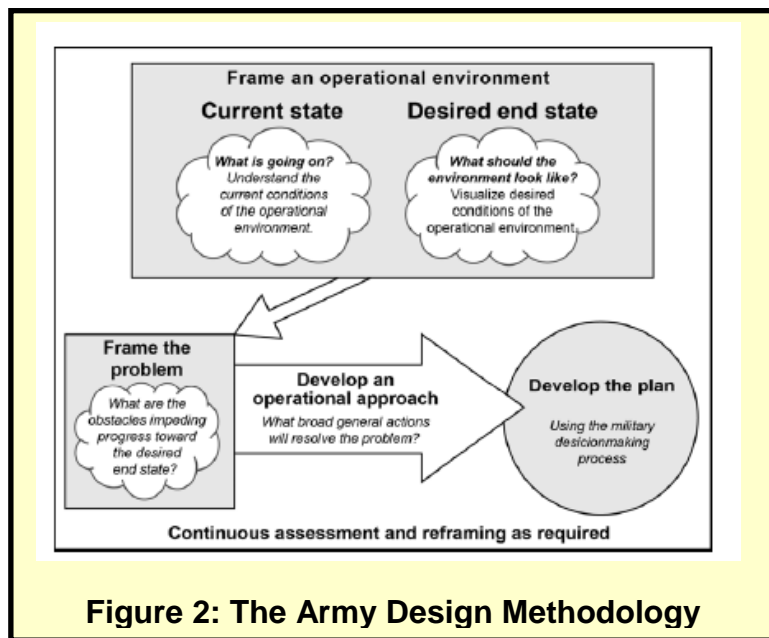 Frame an operational environment
Current state
What is going on?
Understand the
current conditions
of the operational
environment.
Desired end state
What should the
environment look like?
Visualize desired
conditions of the
operational environment.
Frame the
problem
What are the
obstacles impeding
progress toward
the desired
end state?
Develop an
operational approach
What broad general actions
will resolve the problem?
Develop the plan
Using the military
desicionmaking
process
Continuous assessment and reframing as required
Figure 2: The Army Design Methodology